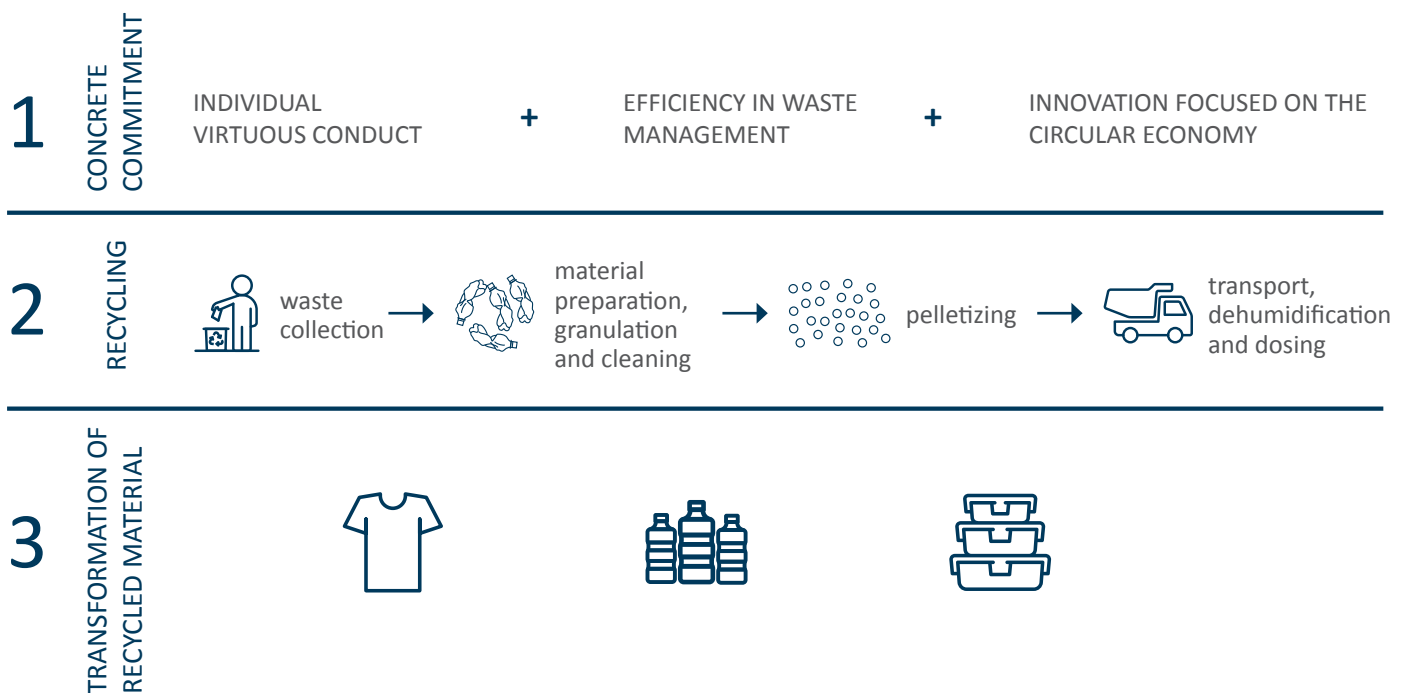 1
CONCRETE
COMMITMENT
INDIVIDUAL
VIRTUOUS CONDUCT
+
EFFICIENCY IN WASTE
MANAGEMENT
+
INNOVATION FOCUSED ON THE
CIRCULAR ECONOMY
2
RECYCLING
waste
collection
material
preparation,
granulation
and cleaning
pelletizing
transport,
dehumidification
and dosing
3
TRANSFORMATION OF
RECYCLED MATERIAL